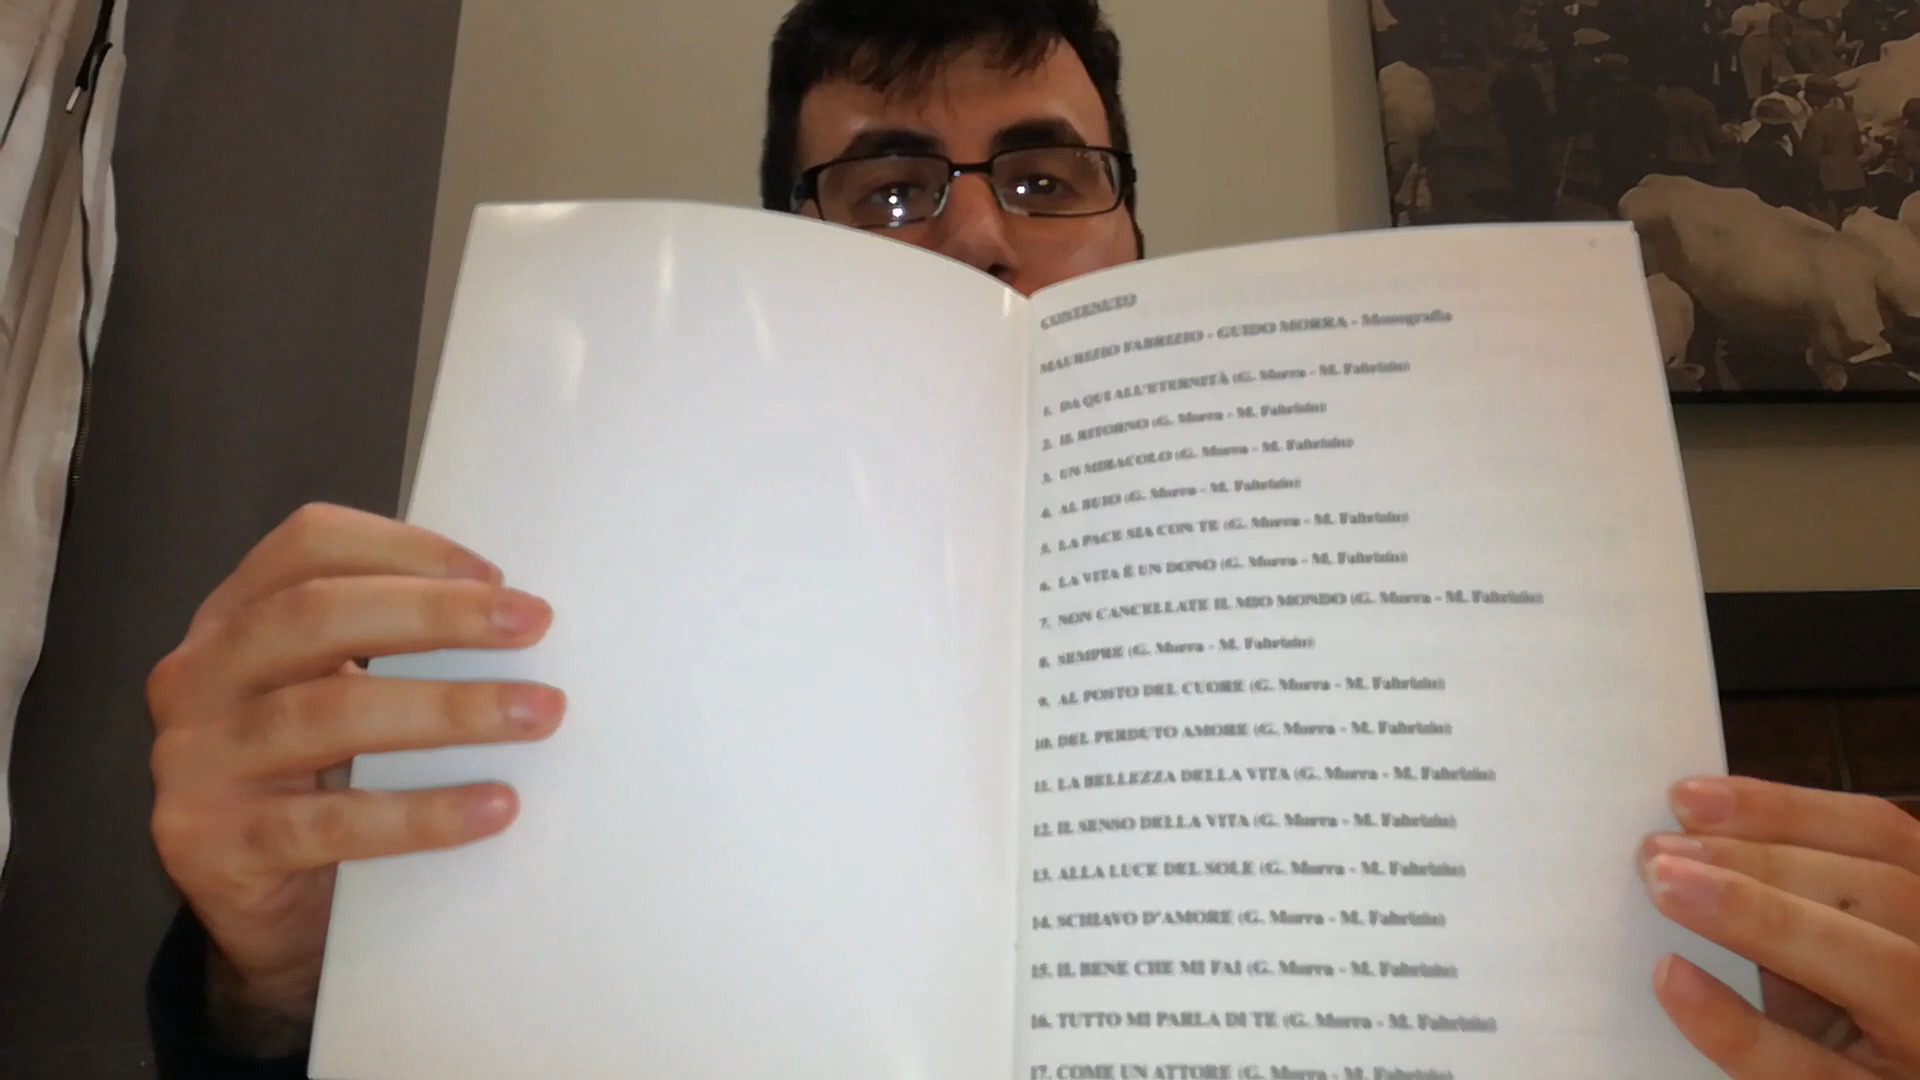 CONTENUTO
MAURIZIO FABRIZIO - GUIDO MORRA - Monografia
1. DA QUI ALL'ETERNITÀ (G. Morra - M. Fabrizio)
2. IL RITORNO (G. Morra - M. Fabrizio)
3. UN MIRACOLO (G. Morra - M. Fabrizio)
4. AL BUIO (G. Morra - M. Fabrizio)
5. LA PACE SIA CON TE (G. Morra - M. Fabrizio)
6. LA VITA È UN DONO (G. Morra - M. Fabrizio)
7. NON CANCELLATE IL MIO MONDO (G. Morra - M. Fabrizio)
8. SEMPRE (G. Morra - M. Fabrizio)
9. AL POSTO DEL CUORE (G. Morra - M. Fabrizio)
10. DEL PERDUTO AMORE (G. Morra - M. Fabrizio)
11. LA BELLEZZA DELLA VITA (G. Morra - M. Fabrizio)
12. IL SENSO DELLA VITA (G. Morra - M. Fabrizio)
13. ALLA LUCE DEL SOLE (G. Morra - M. Fabrizio)
14. SCHIAVO D'AMORE (G. Morra - M. Fabrizio)
15. IL BENE CHE MI FAI (G. Morra - M. Fabrizio)
16. TUTTO MI PARLA DI TE (G. Morra - M. Fabrizio)
17. COME UN ATTORE (G. Morra - M. Fabrizio)